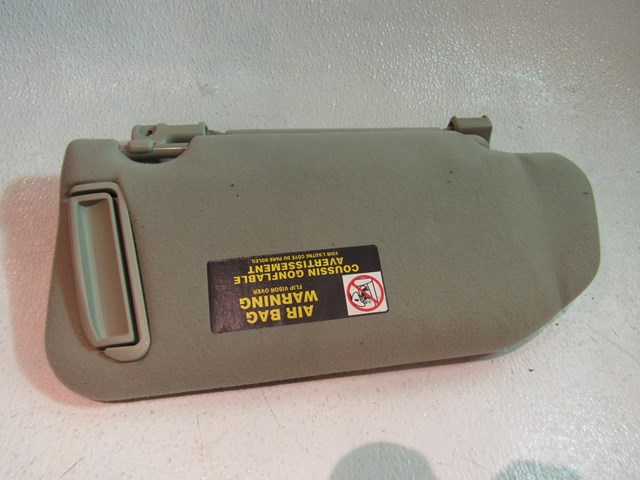 AIR BAG
WARNING
FLIP VISOR OVER
COUSSIN GONFLABLE
AVERTISSEMENT
VOIR L'AUTRE CÔTÉ DU PARE-SOLEIL